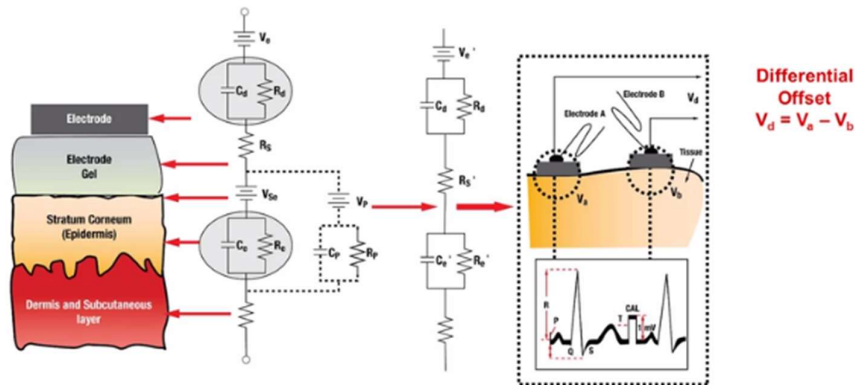 Electrode
Electrode
Gel
Stratum Corneum
(Epidermis)
Dermis and Subcutaneous
layer
Ve
Cd
Rd
RS
VSe
Ce
Re
VP
CP
RP
Ve'
Cd
Rd
RS'
Ce'
Re'
Electrode B
Electrode A
Vd
Tissue
Va
Vb
R
P
Q
S
T
CAL
1 mV
Differential
Offset
Vd = Va – Vb